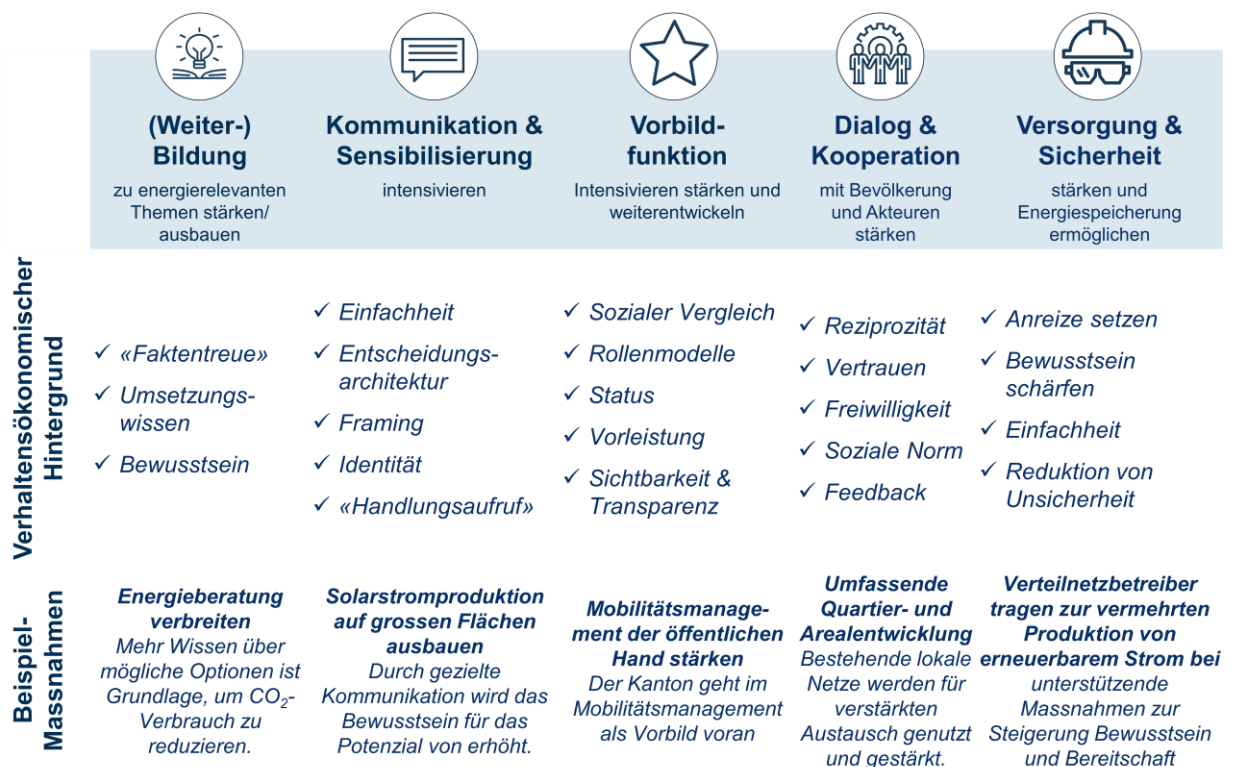 (Weiter-)
Bildung
zu energierelevanten
Themen stärken/
ausbauen
Kommunikation &
Sensibilisierung
intensivieren
Vorbild-
funktion
Intensivieren stärken und
weiterentwickeln
Dialog &
Kooperation
mit Bevölkerung
und Akteuren
stärken
Versorgung &
Sicherheit
stärken und
Energiespeicherung
ermöglichen
Verhaltensökonomischer
Hintergrund
✓ «Faktentreue»
✓ Umsetzungs-
wissen
✓ Bewusstsein
✓ Einfachheit
✓ Entscheidungs-
architektur
✓ Framing
✓ Identität
✓ «Handlungsaufruf»
✓ Sozialer Vergleich
✓ Rollenmodelle
✓ Status
✓ Vorleistung
✓ Sichtbarkeit &
Transparenz
✓ Reziprozität
✓ Vertrauen
✓ Freiwilligkeit
✓ Soziale Norm
✓ Feedback
✓ Anreize setzen
✓ Bewusstsein
schärfen
✓ Einfachheit
✓ Reduktion von
Unsicherheit
Beispiel-
Massnahmen
Energieberatung
verbreiten
Mehr Wissen über
mögliche Optionen ist
Grundlage, um CO₂-
Verbrauch zu
reduzieren.
Solarstromproduktion
auf grossen Flächen
ausbauen
Durch gezielte
Kommunikation wird das
Bewusstsein für das
Potenzial von erhöht.
Mobilitätsmanage-
ment der öffentlichen
Hand stärken
Der Kanton geht im
Mobilitätsmanagement
als Vorbild voran
Umfassende
Quartier- und
Arealentwicklung
Bestehende lokale
Netze werden für
verstärkten
Austausch genutzt
und gestärkt.
Verteilnetzbetreiber
tragen zur vermehrten
Produktion von
erneuerbarem Strom bei
unterstützende
Massnahmen zur
Steigerung Bewusstsein
und Bereitschaft